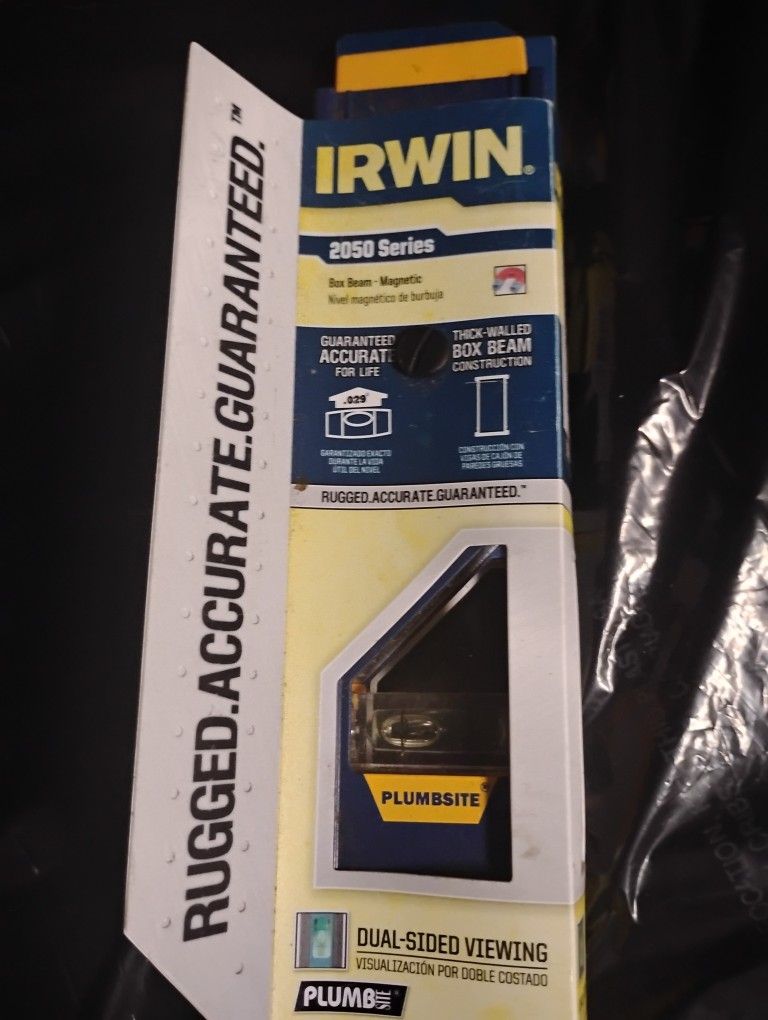 RUGGED.ACCURATE.GUARANTEED.™
IRWIN®
2050 Series
Box Beam - Magnetic
Nivel magnético de burbuja
GUARANTEED
ACCURATE
FOR LIFE
.029°
GARANTIZADO EXACTO
DURANTE LA VIDA
ÚTIL DEL NIVEL
THICK-WALLED
BOX BEAM
CONSTRUCTION
CONSTRUCCIÓN CON
VIGAS DE CAJÓN DE
PAREDES GRUESAS
RUGGED.ACCURATE.GUARANTEED.™
PLUMBSITE®
DUAL-SIDED VIEWING
VISUALIZACIÓN POR DOBLE COSTADO
PLUMB SITE